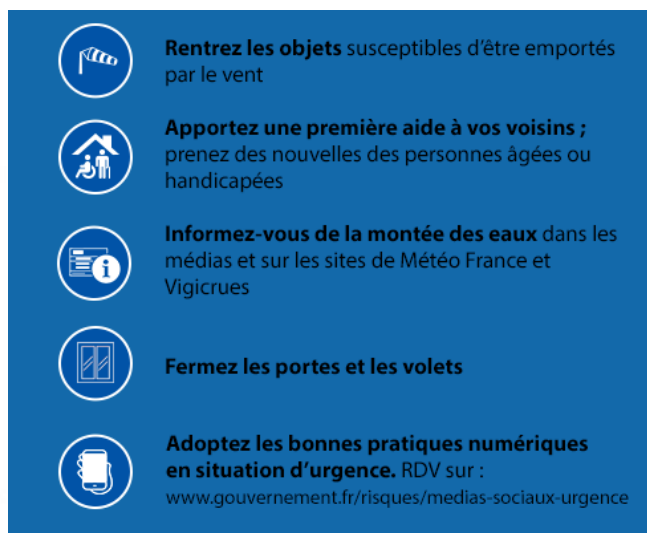 Rentrez les objets susceptibles d'être emportés
par le vent
Apportez une première aide à vos voisins ;
prenez des nouvelles des personnes âgées ou
handicapées
Informez-vous de la montée des eaux dans les
médias et sur les sites de Météo France et
Vigicrues
Fermez les portes et les volets
Adoptez les bonnes pratiques numériques
en situation d'urgence. RDV sur :
www.gouvernement.fr/risques/medias-sociaux-urgence